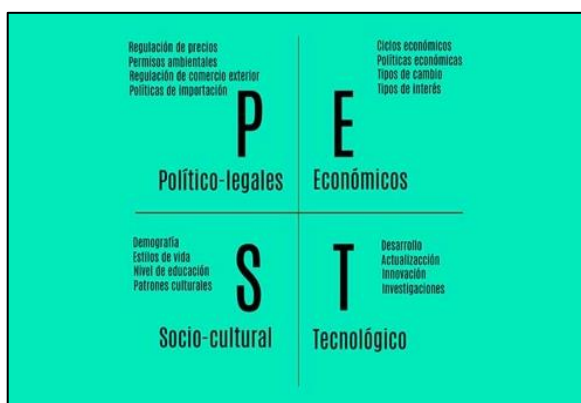 Regulación de precios
Permisos ambientales
Regulación de comercio exterior
Políticas de importación
P
Político-legales
Ciclos económicos
Políticas económicas
Tipos de cambio
Tipos de interés
E
Económicos
Demografía
Estilos de vida
Nivel de educación
Patrones culturales
S
Socio-cultural
Desarrollo
Actualizacción
Innovación
Investigaciones
T
Tecnológico